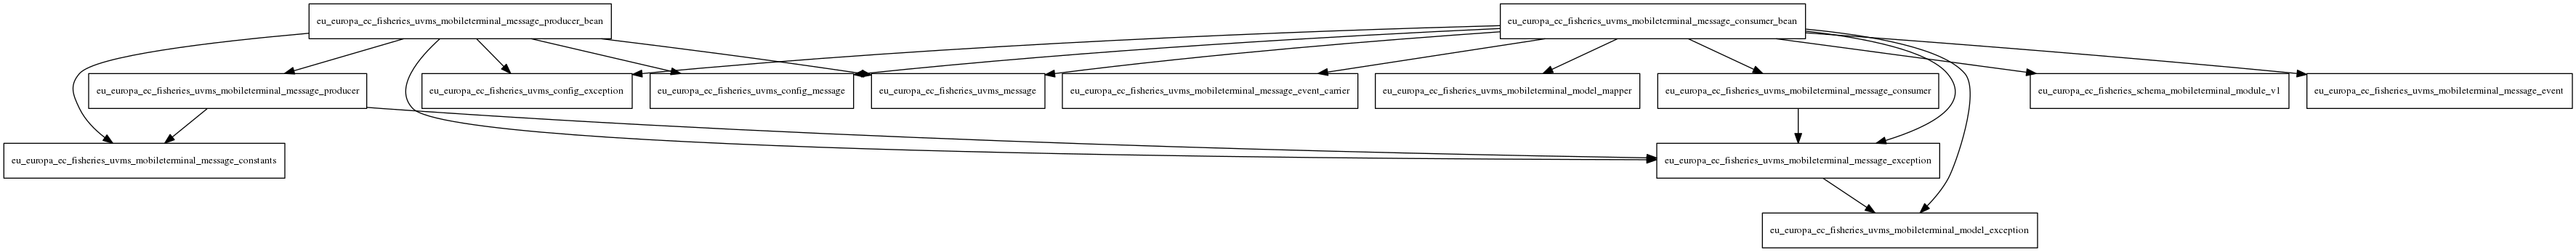 eu_europa_ec_fisheries_uvms_mobileterminal_message_producer_bean
eu_europa_ec_fisheries_uvms_mobileterminal_message_consumer_bean
eu_europa_ec_fisheries_uvms_mobileterminal_message_producer
eu_europa_ec_fisheries_uvms_config_exception
eu_europa_ec_fisheries_uvms_config_message
eu_europa_ec_fisheries_uvms_message
eu_europa_ec_fisheries_uvms_mobileterminal_message_event_carrier
eu_europa_ec_fisheries_uvms_mobileterminal_model_mapper
eu_europa_ec_fisheries_uvms_mobileterminal_message_consumer
eu_europa_ec_fisheries_schema_mobileterminal_module_v1
eu_europa_ec_fisheries_uvms_mobileterminal_message_event
eu_europa_ec_fisheries_uvms_mobileterminal_message_constants
eu_europa_ec_fisheries_uvms_mobileterminal_message_exception
eu_europa_ec_fisheries_uvms_mobileterminal_model_exception